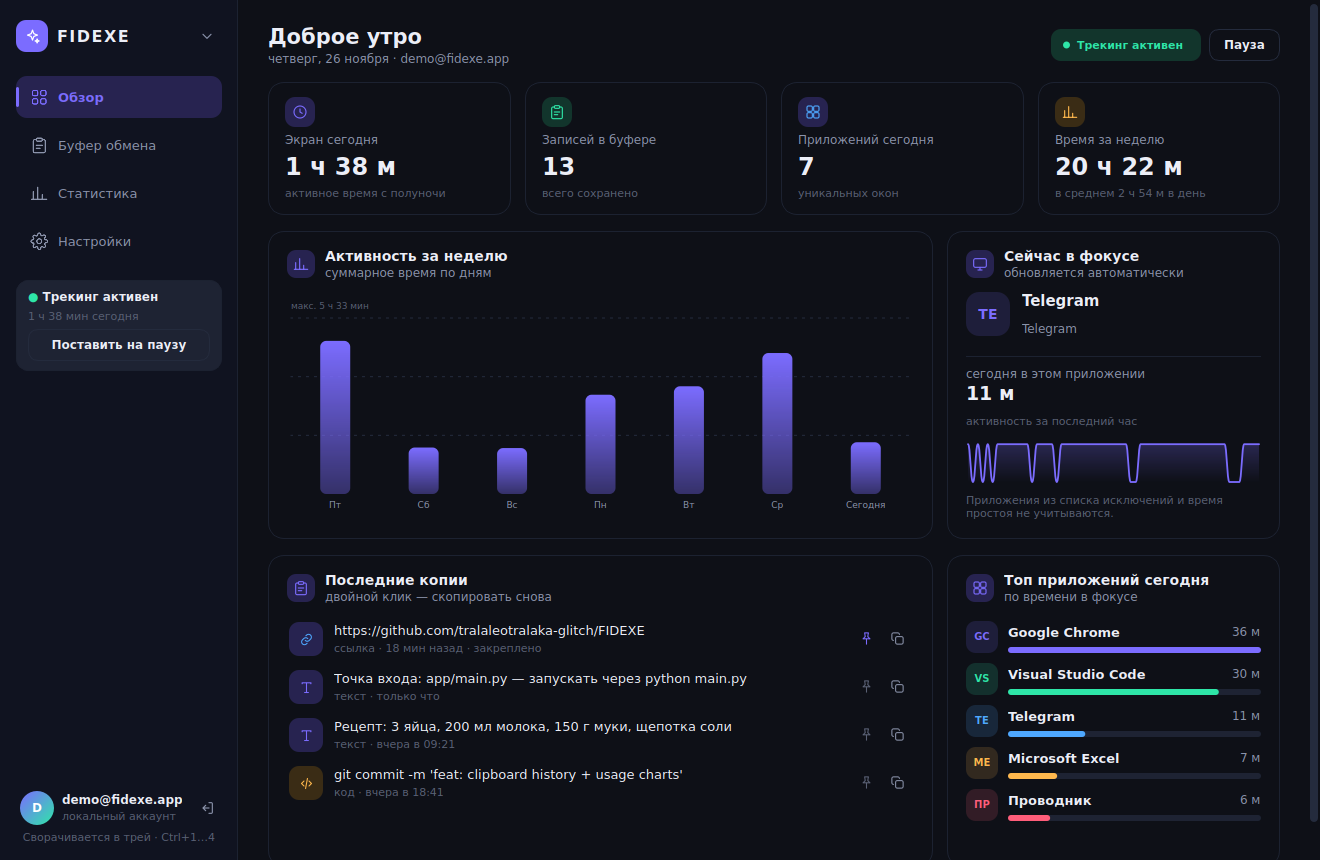 FIDEXE
Обзор
Буфер обмена
Статистика
Настройки
Трекинг активен
1 ч 38 мин сегодня
Поставить на паузу
D
demo@fidexe.app
локальный аккаунт
Сворачивается в трей · Ctrl+1…4
Доброе утро
четверг, 26 ноября · demo@fidexe.app
Трекинг активен
Пауза
Экран сегодня
1 ч 38 м
активное время с полуночи
Записей в буфере
13
всего сохранено
Приложений сегодня
7
уникальных окон
Время за неделю
20 ч 22 м
в среднем 2 ч 54 м в день
Активность за неделю
суммарное время по дням
макс. 5 ч 33 мин
Пт Сб Вс Пн Вт Ср Сегодня
Сейчас в фокусе
обновляется автоматически
TE
Telegram
Telegram
сегодня в этом приложении
11 м
активность за последний час
Приложения из списка исключений и время
простоя не учитываются.
Последние копии
двойной клик — скопировать снова
https://github.com/tralaleotralaka-glitch/FIDEXE
ссылка · 18 мин назад · закреплено
Точка входа: app/main.py — запускать через python main.py
текст · только что
Рецепт: 3 яйца, 200 мл молока, 150 г муки, щепотка соли
текст · вчера в 09:21
git commit -m 'feat: clipboard history + usage charts'
код · вчера в 18:41
Топ приложений сегодня
по времени в фокусе
GC Google Chrome 36 м
VS Visual Studio Code 30 м
TE Telegram 11 м
ME Microsoft Excel 7 м
ПР Проводник 6 м